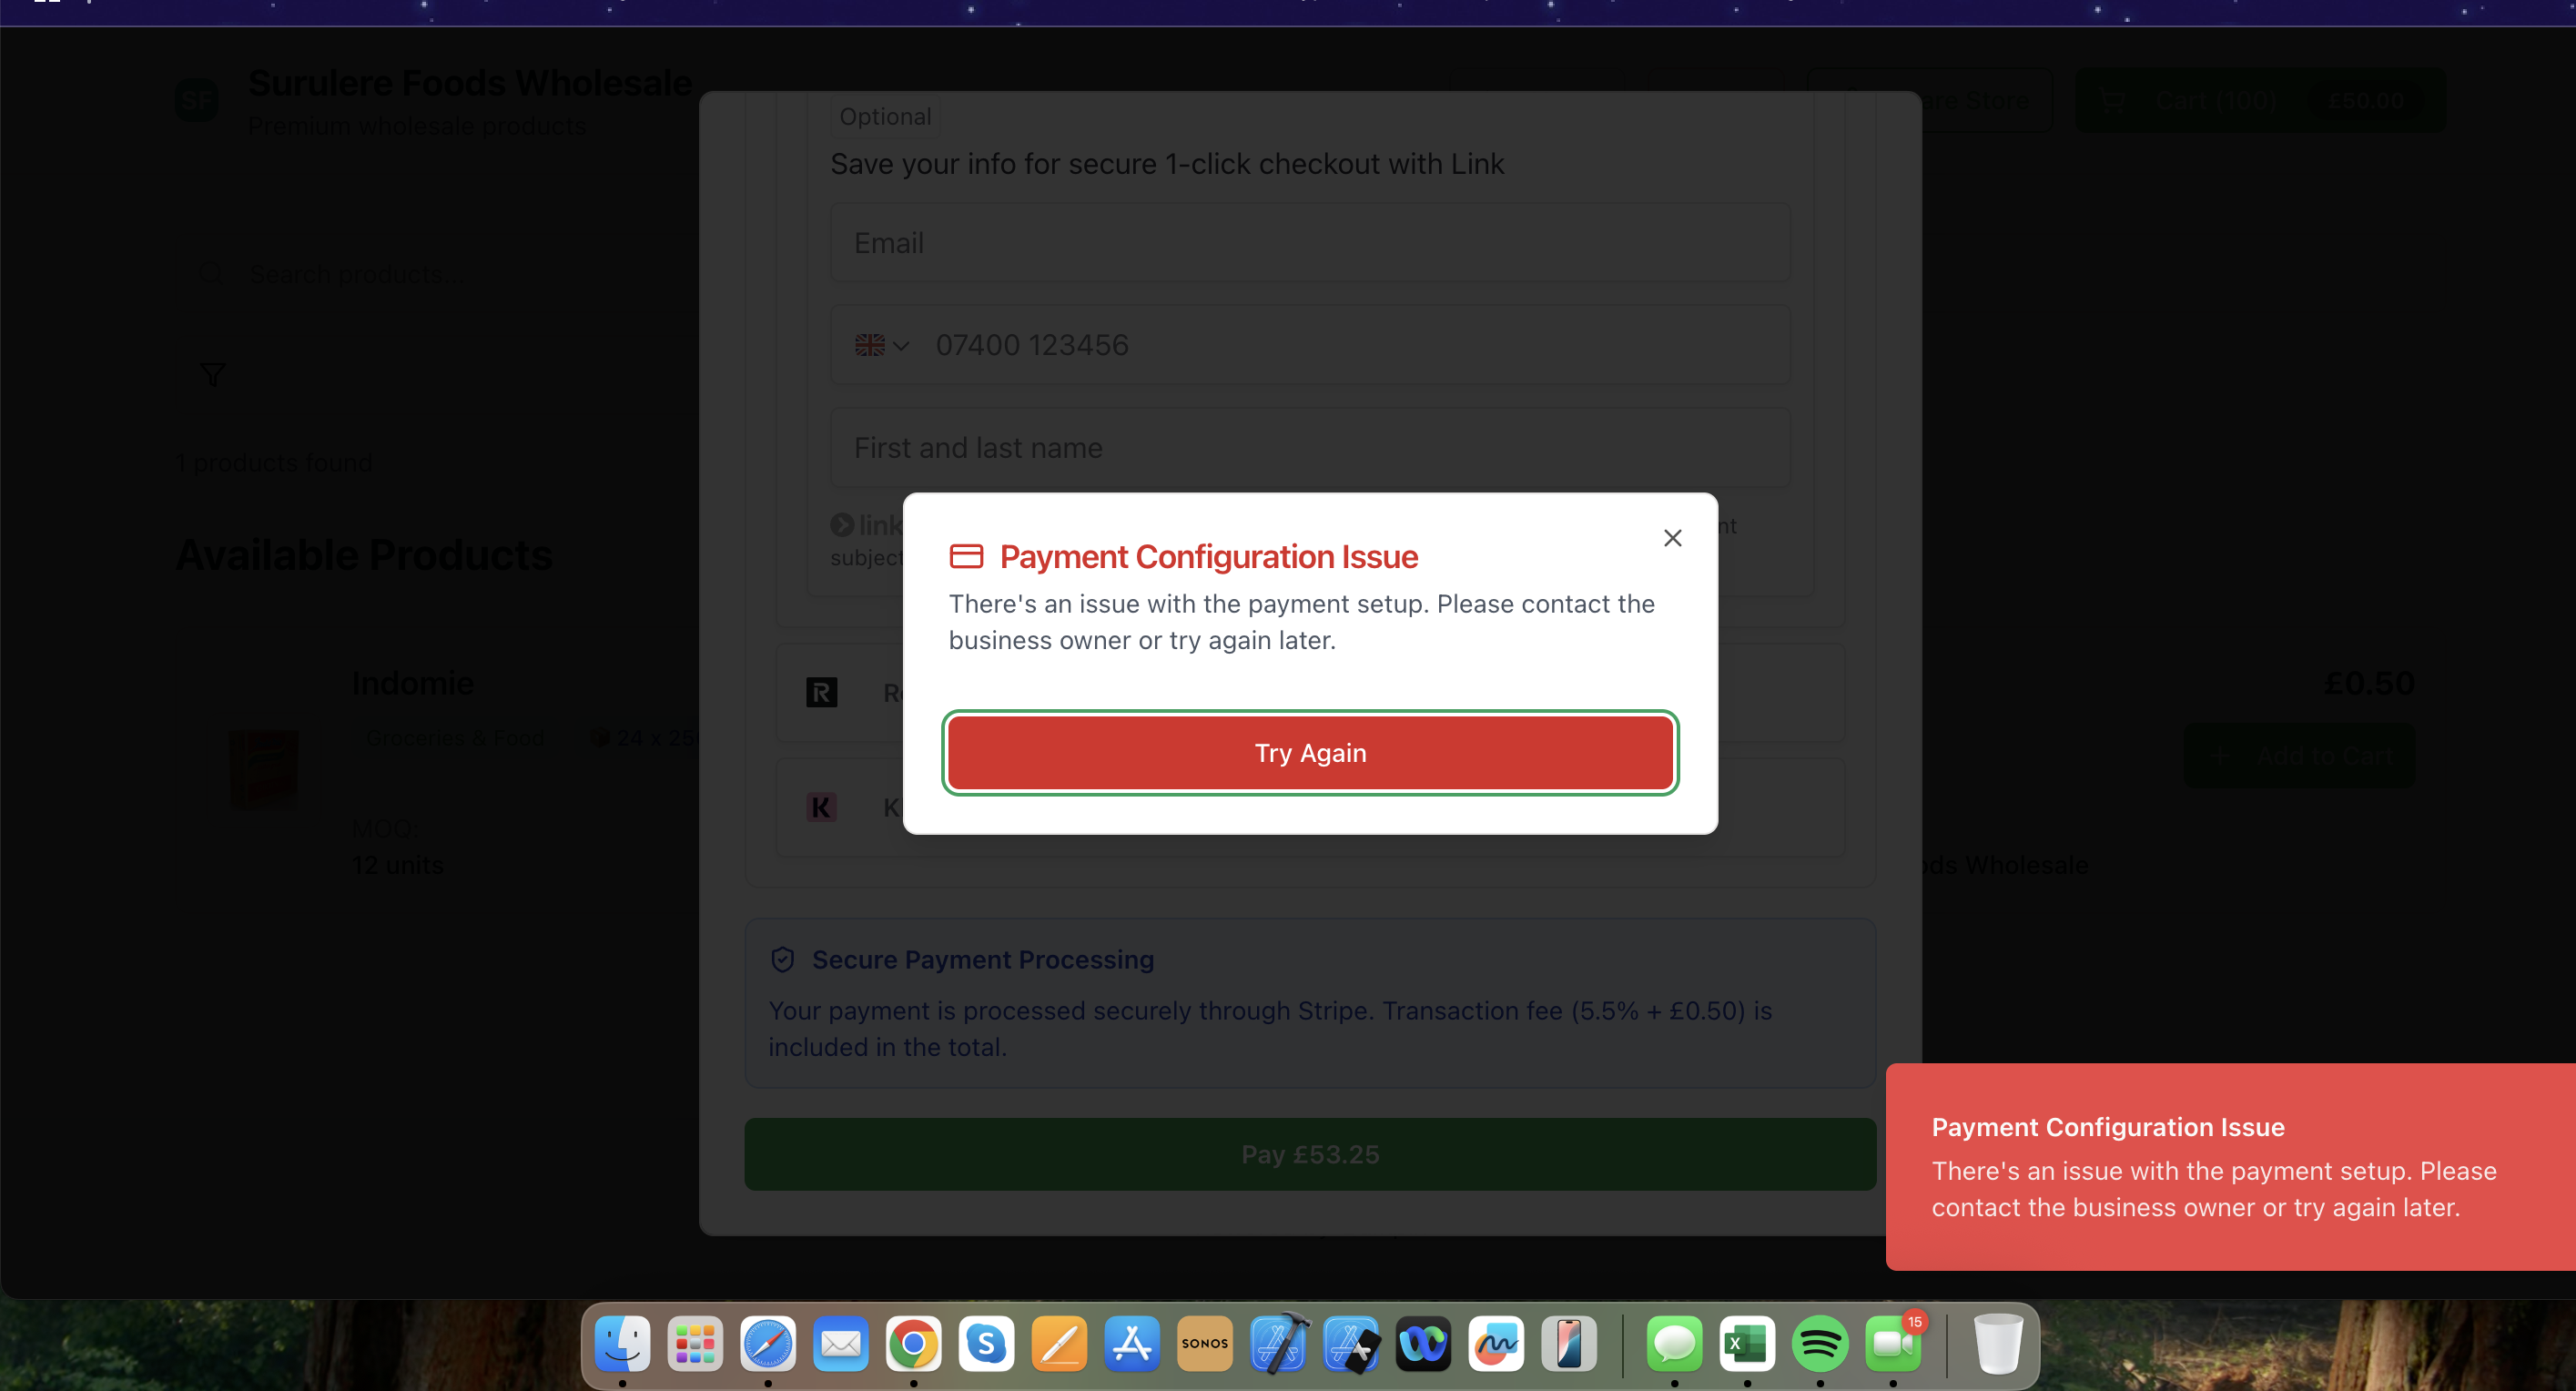 SF
Surulere Foods Wholesale
Premium wholesale products
Store
Cart (100)
£50.00
Search products...
1 products found
Available Products
Indomie
Groceries & Food
24 x 25
MOQ:
12 units
£0.50
Add to Cart
Wholesale
Optional
Save your info for secure 1-click checkout with Link
Email
07400 123456
First and last name
link
subject
K
Payment Configuration Issue
There's an issue with the payment setup. Please contact the
business owner or try again later.
Try Again
Secure Payment Processing
Your payment is processed securely through Stripe. Transaction fee (5.5% + £0.50) is
included in the total.
Pay £53.25
Payment Configuration Issue
There's an issue with the payment setup. Please
contact the business owner or try again later.
SONOS
15